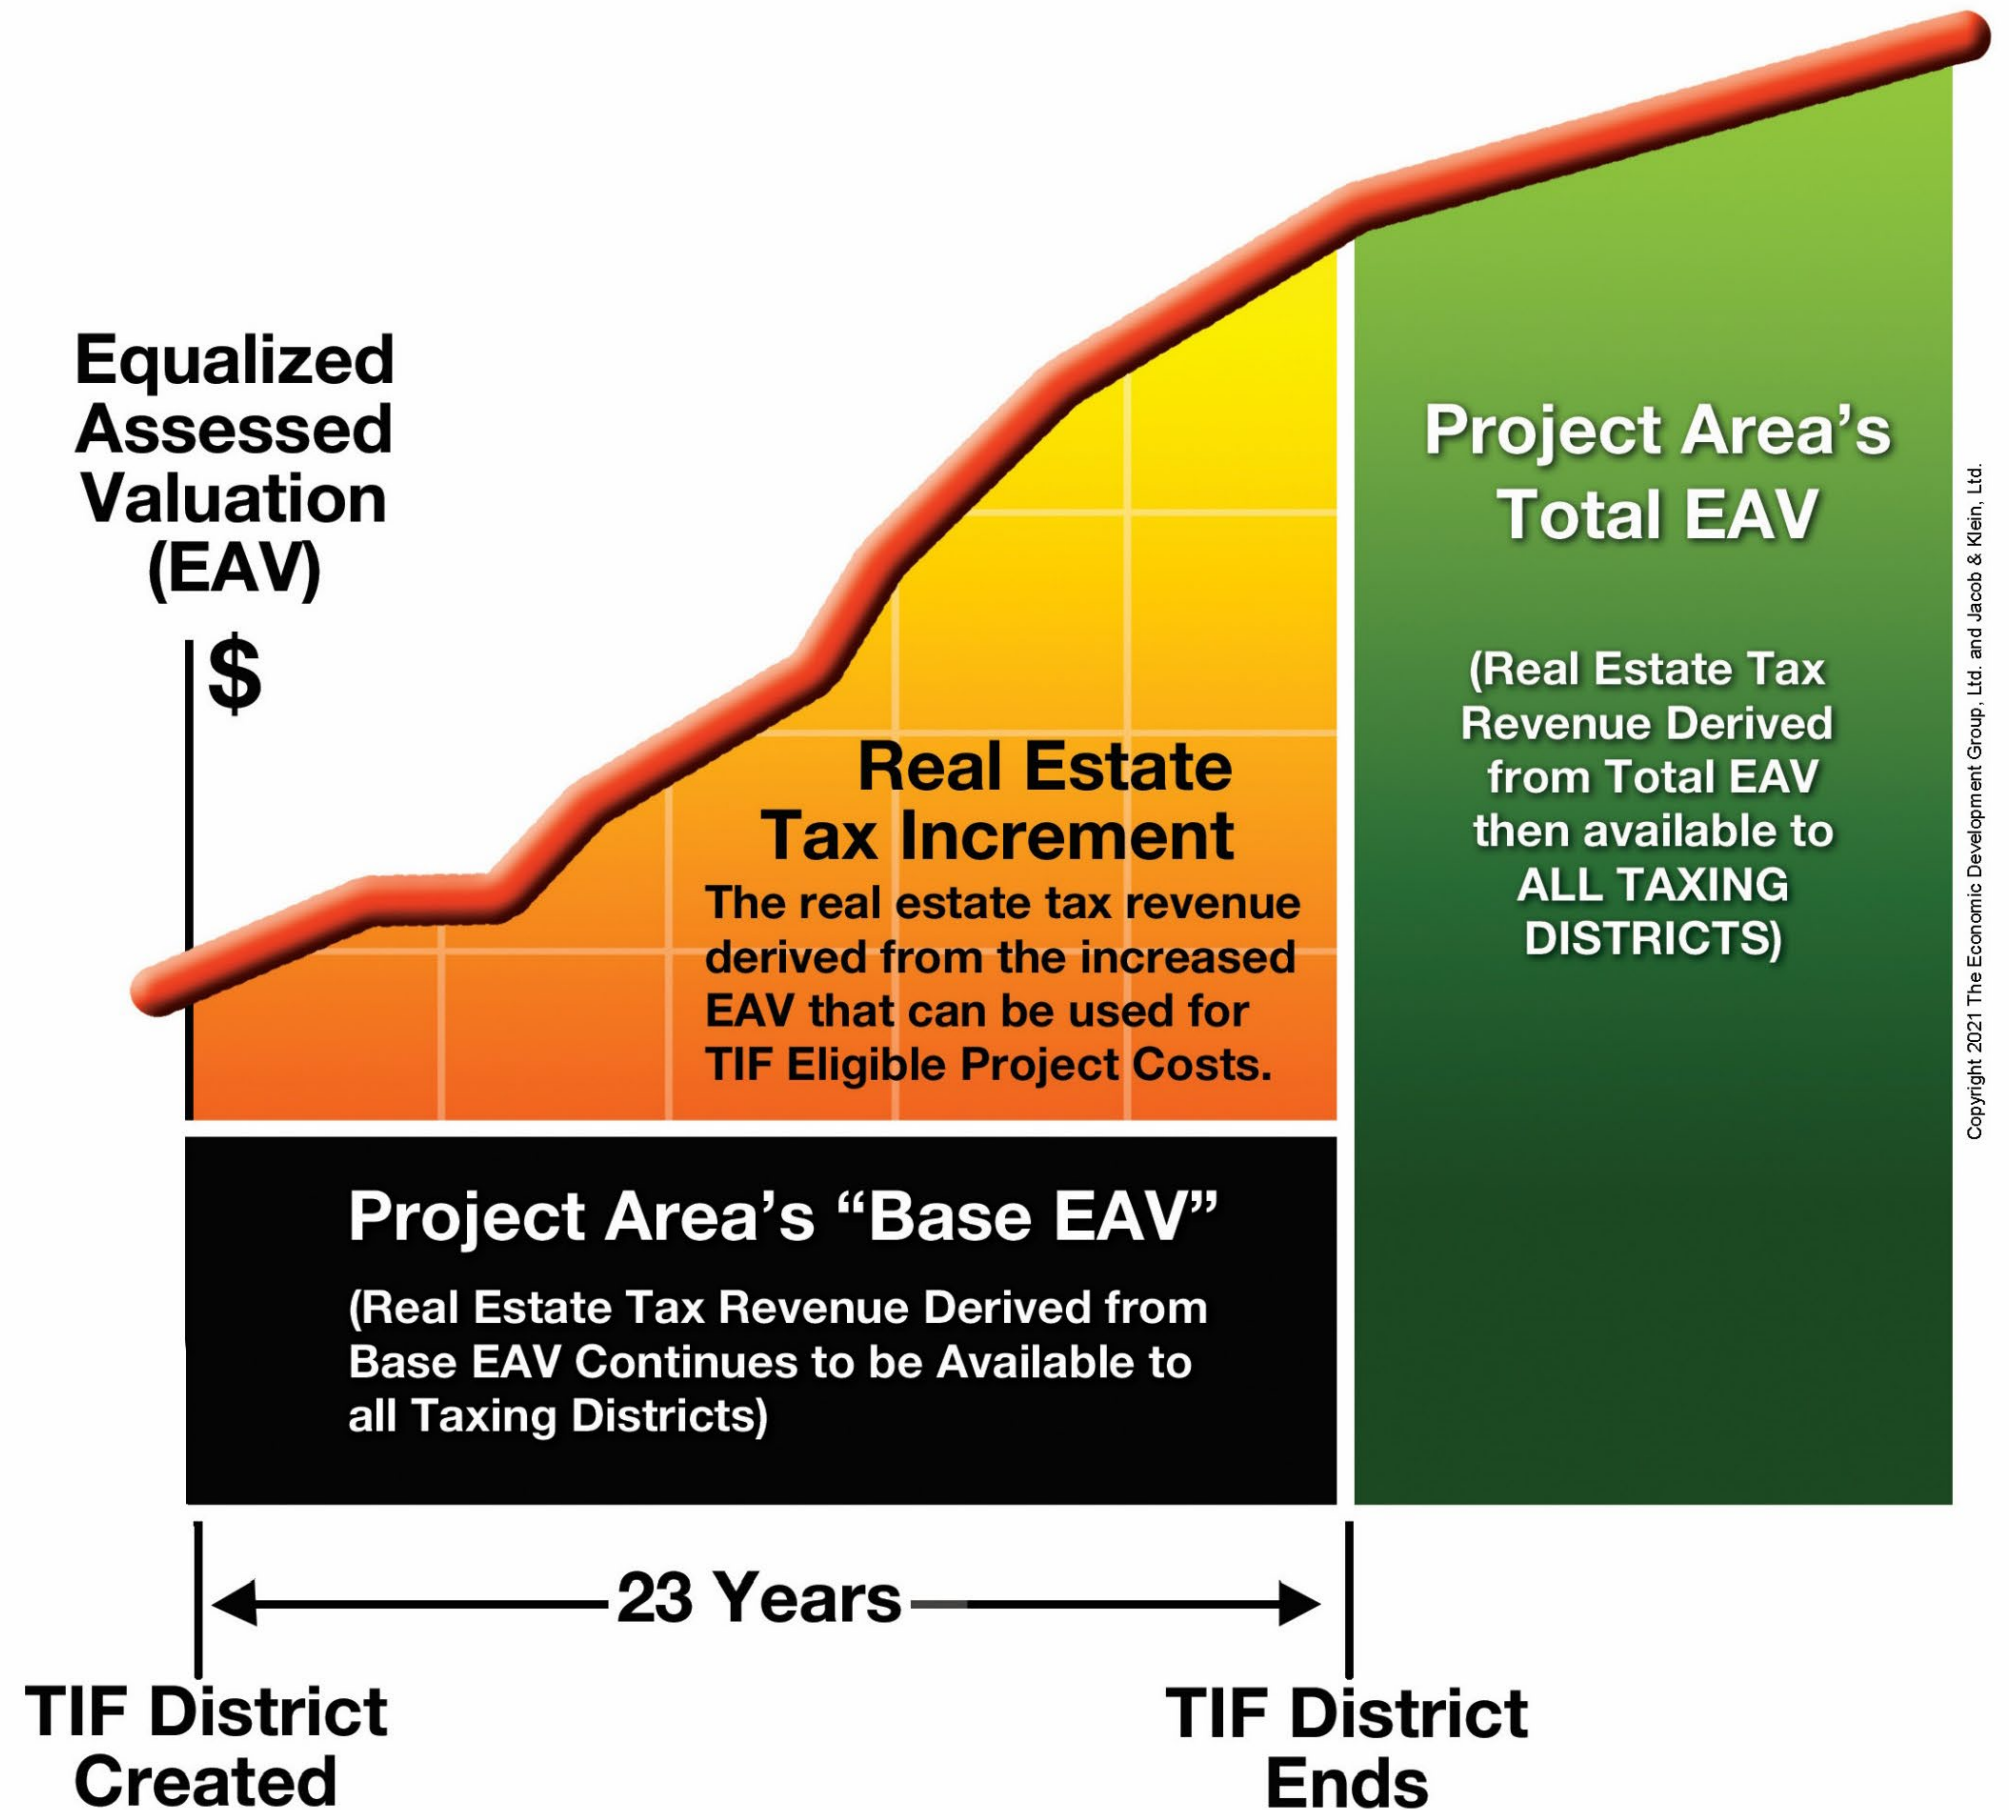 Equalized
Assessed
Valuation
(EAV)
$
Real Estate
Tax Increment
The real estate tax revenue
derived from the increased
EAV that can be used for
TIF Eligible Project Costs.
Project Area’s
Total EAV
(Real Estate Tax
Revenue Derived
from Total EAV
then available to
ALL TAXING
DISTRICTS)
Copyright 2021 The Economic Development Group, Ltd. and Jacob & Klein, Ltd.
Project Area’s “Base EAV”
(Real Estate Tax Revenue Derived from
Base EAV Continues to be Available to
all Taxing Districts)
23 Years
TIF District
Created
TIF District
Ends